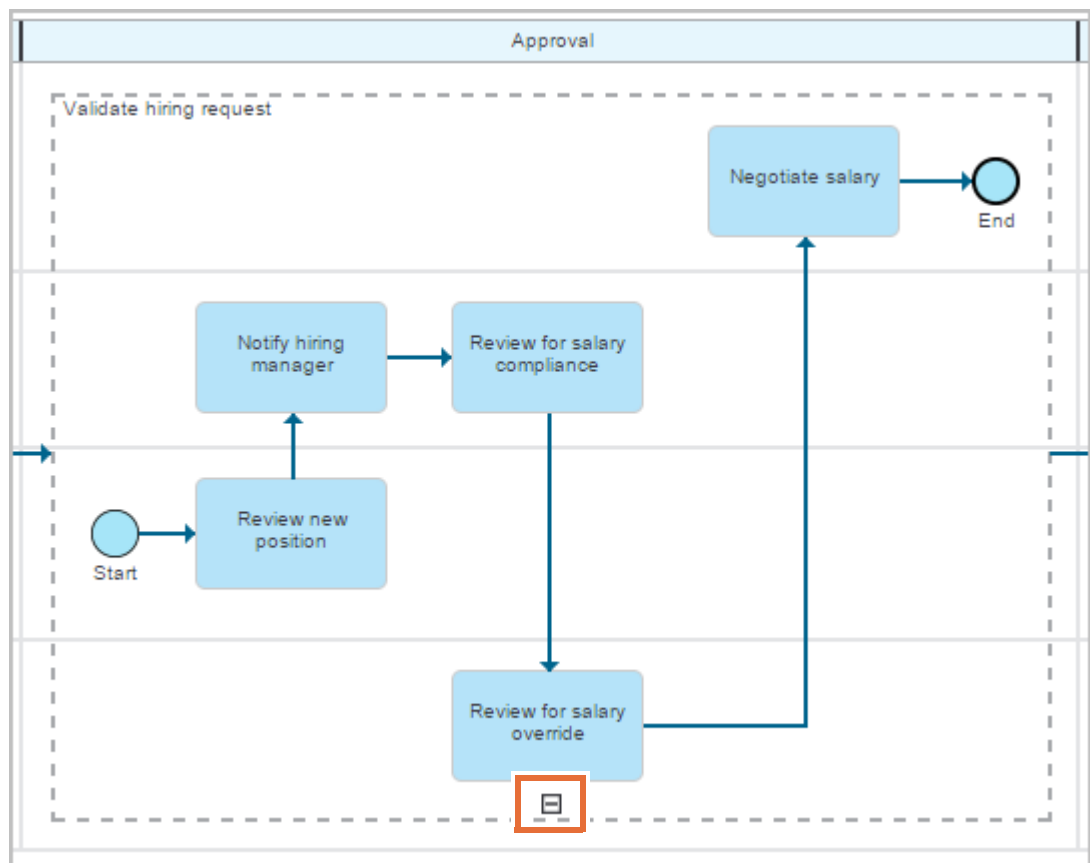 Approval
Validate hiring request
Negotiate salary
End
Notify hiring
manager
Review for salary
compliance
Review new
position
Start
Review for salary
override